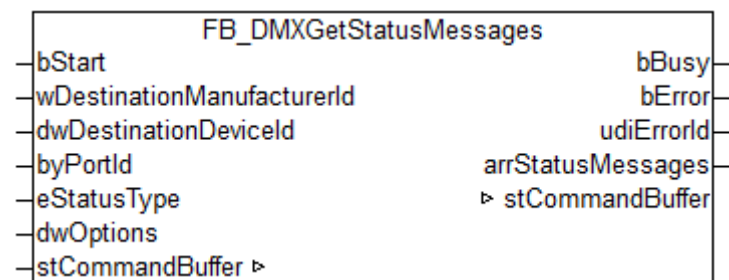 FB_DMXGetStatusMessages
bStart bBusy
wDestinationManufacturerId bError
dwDestinationDeviceId udiErrorId
byPortId arrStatusMessages
eStatusType ▹ stCommandBuffer
dwOptions
stCommandBuffer ▹